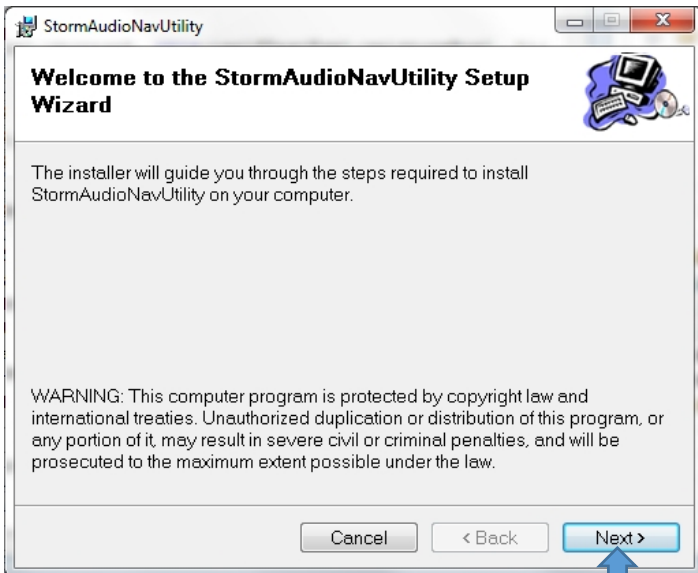 StormAudioNavUtility
Welcome to the StormAudioNavUtility Setup
Wizard
The installer will guide you through the steps required to install
StormAudioNavUtility on your computer.
WARNING: This computer program is protected by copyright law and
international treaties. Unauthorized duplication or distribution of this program, or
any portion of it, may result in severe civil or criminal penalties, and will be
prosecuted to the maximum extent possible under the law.
Cancel < Back Next >